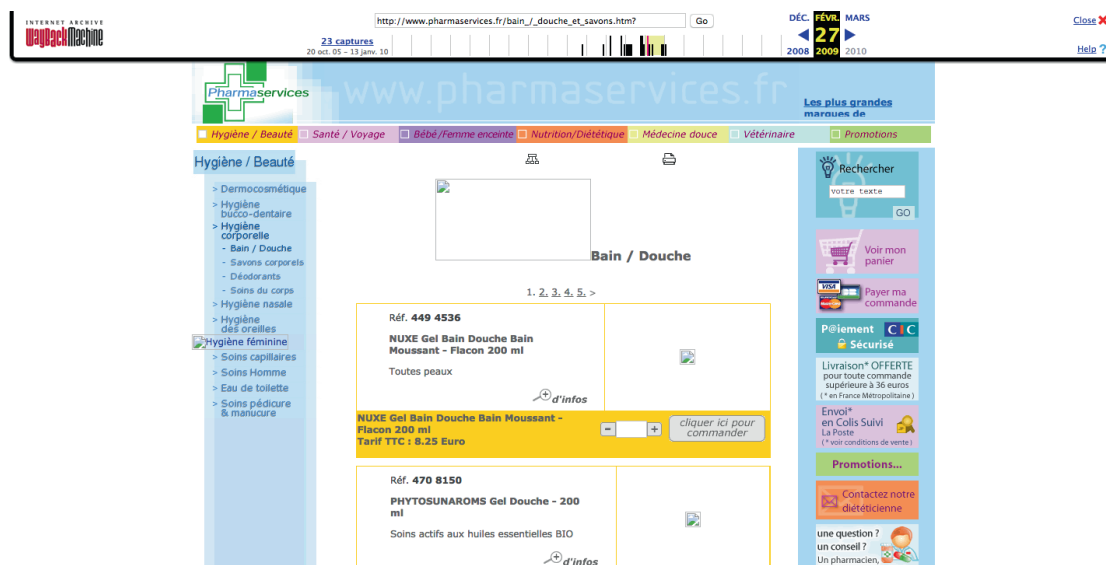 INTERNET ARCHIVE
WayBackMachine
http://www.pharmaservices.fr/bain_/_douche_et_savons.htm?
Go
23 captures
20 oct. 05 – 13 janv. 10
DÉC. FÉVR. MARS
27
2008 2009 2010
Close
Help ?
Pharmaservices
www.pharmaservices.fr
Les plus grandes
marques de
Hygiène / Beauté
Santé / Voyage
Bébé/Femme enceinte
Nutrition/Diététique
Médecine douce
Vétérinaire
Promotions
Hygiène / Beauté
> Dermocosmétique
> Hygiène
bucco-dentaire
> Hygiène
corporelle
- Bain / Douche
- Savons corporels
- Déodorants
- Soins du corps
> Hygiène nasale
> Hygiène
des oreilles
Hygiène féminine
> Soins capillaires
> Soins Homme
> Eau de toilette
> Soins pédicure
& manucure
Bain / Douche
1. 2. 3. 4. 5. >
Réf. 449 4536
NUXE Gel Bain Douche Bain
Moussant - Flacon 200 ml
Toutes peaux
d'infos
NUXE Gel Bain Douche Bain Moussant -
Flacon 200 ml
Tarif TTC : 8.25 Euro
cliquer ici pour
commander
Réf. 470 8150
PHYTOSUNAROMS Gel Douche - 200
ml
Soins actifs aux huiles essentielles BIO
d'infos
Rechercher
votre texte
GO
Voir mon
panier
VISA
Payer ma
commande
P@iement CIC
Sécurisé
Livraison* OFFERTE
pour toute commande
supérieure à 36 euros
( * en France Métropolitaine )
Envoi*
en Colis Suivi
La Poste
( * voir conditions de vente )
Promotions...
Contactez notre
diététicienne
une question ?
un conseil ?
Un pharmacien,